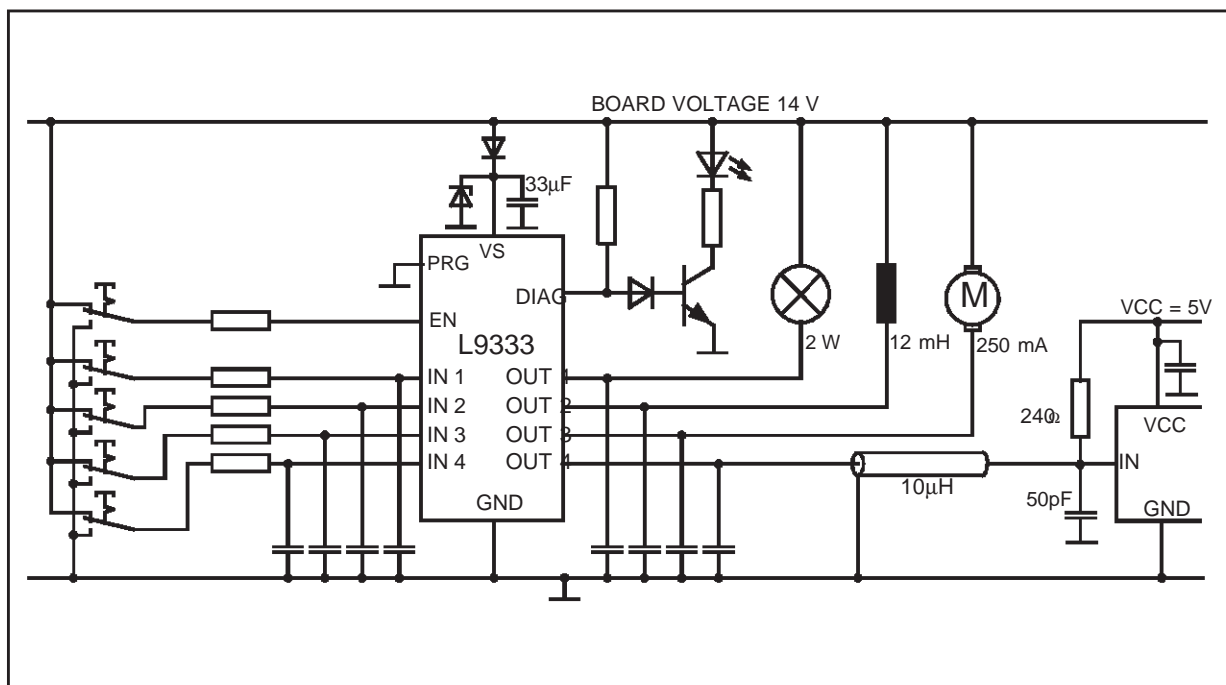 BOARD VOLTAGE 14 V
33µF
VS
PRG
DIAG
EN
L9333
M
VCC = 5V
2 W
12 mH
250 mA
IN 1
OUT 1
IN 2
OUT 2
IN 3
OUT 3
IN 4
OUT 4
240Ω
VCC
IN
10µH
50pF
GND
GND